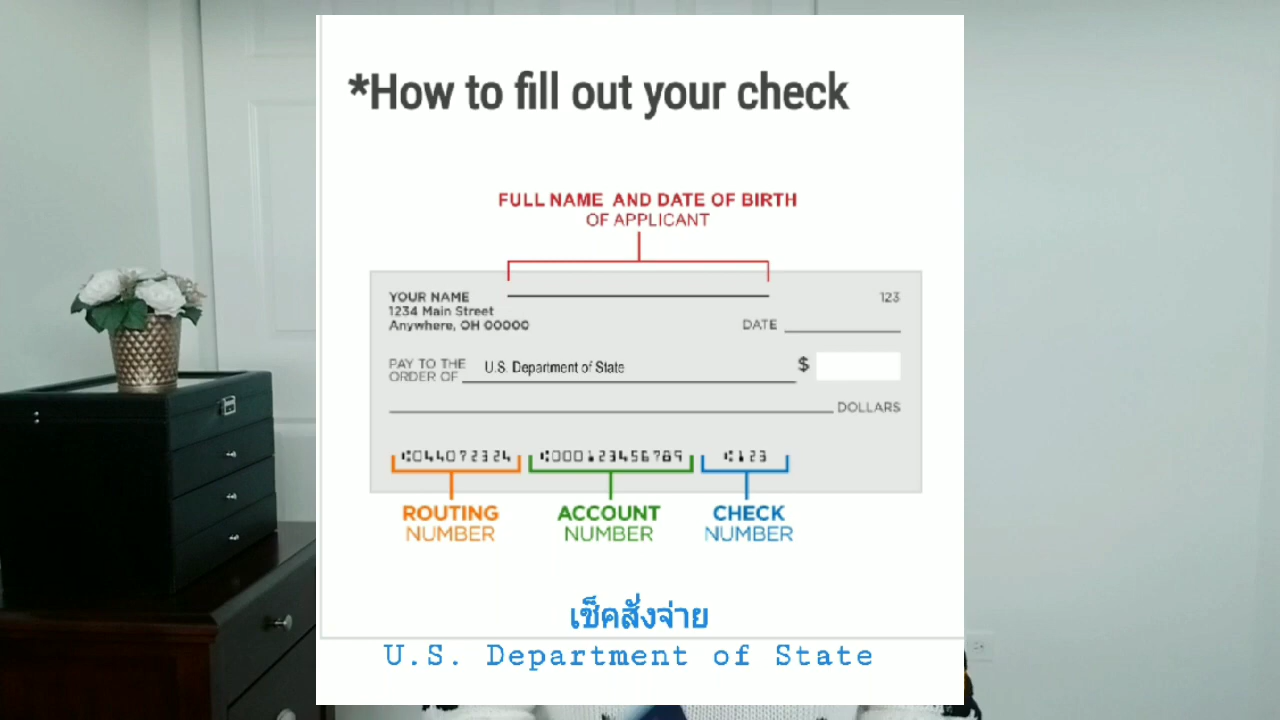 *How to fill out your check
FULL NAME AND DATE OF BIRTH
OF APPLICANT
YOUR NAME
123
1234 Main Street
Anywhere, OH 00000
DATE
PAY TO THE
ORDER OF
U.S. Department of State
$
DOLLARS
⑆044072324 ⑆000123456789 ⑆123
ROUTING
NUMBER
ACCOUNT
NUMBER
CHECK
NUMBER
เช็คสั่งจ่าย
U.S. Department of State